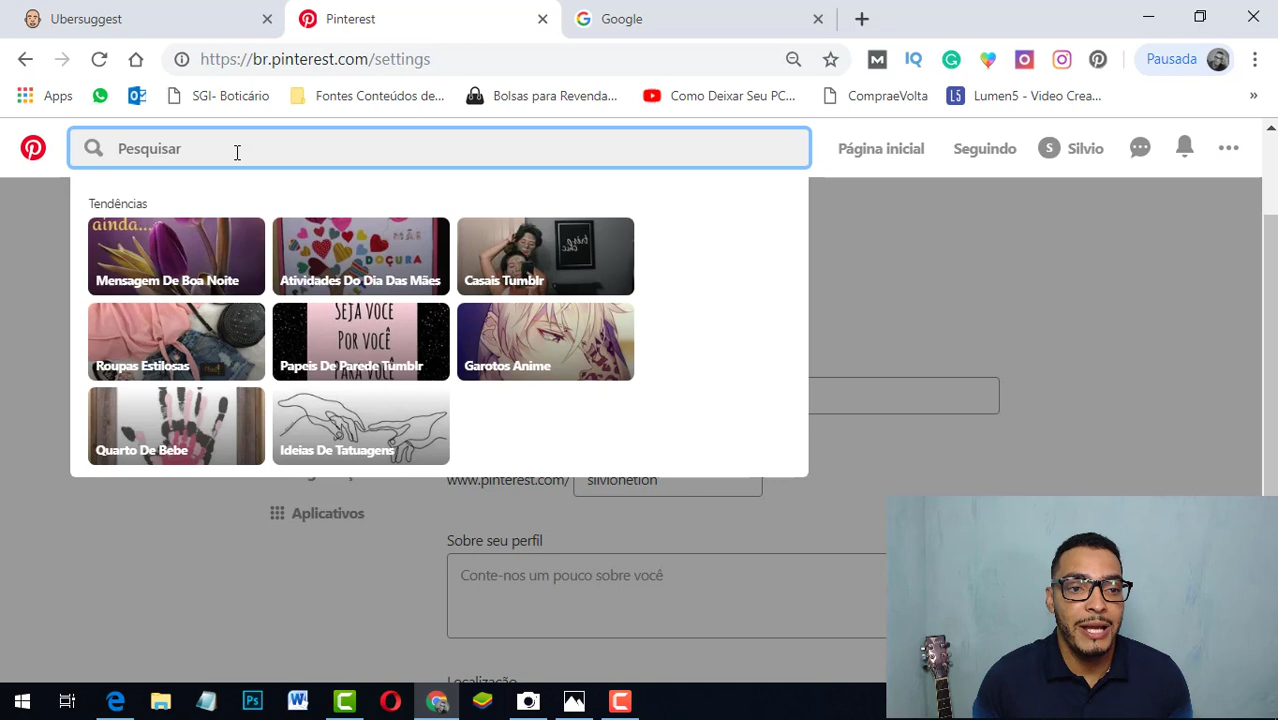 Ubersuggest
Pinterest
Google
https://br.pinterest.com/settings
Pausada
Apps
SGI- Boticário
Fontes Conteúdos de...
Bolsas para Revenda...
Como Deixar Seu PC...
CompraeVolta
Lumen5 - Video Crea...
»
Pesquisar
Página inicial
Seguindo
S Silvio
Tendências
ainda...
Mensagem De Boa Noite
DOÇURA
Atividades Do Dia Das Mães
Casais Tumblr
Roupas Estilosas
SEJA VOCÊ
POR VOCÊ
Papeis De Parede Tumblr
Garotos Anime
Quarto De Bebe
Ideias De Tatuagens
www.pinterest.com/
silvionetion
Aplicativos
Sobre seu perfil
Conte-nos um pouco sobre você